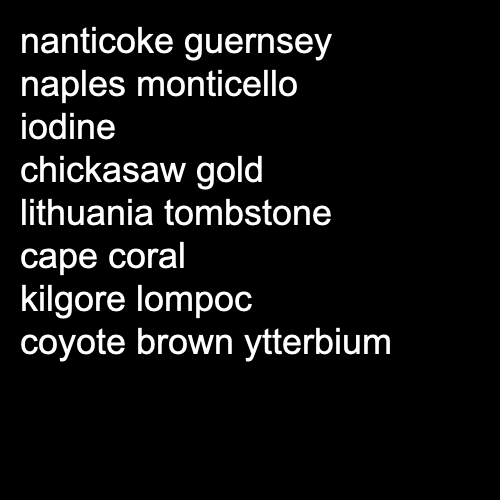 nanticoke guernsey
naples monticello
iodine
chickasaw gold
lithuania tombstone
cape coral
kilgore lompoc
coyote brown ytterbium